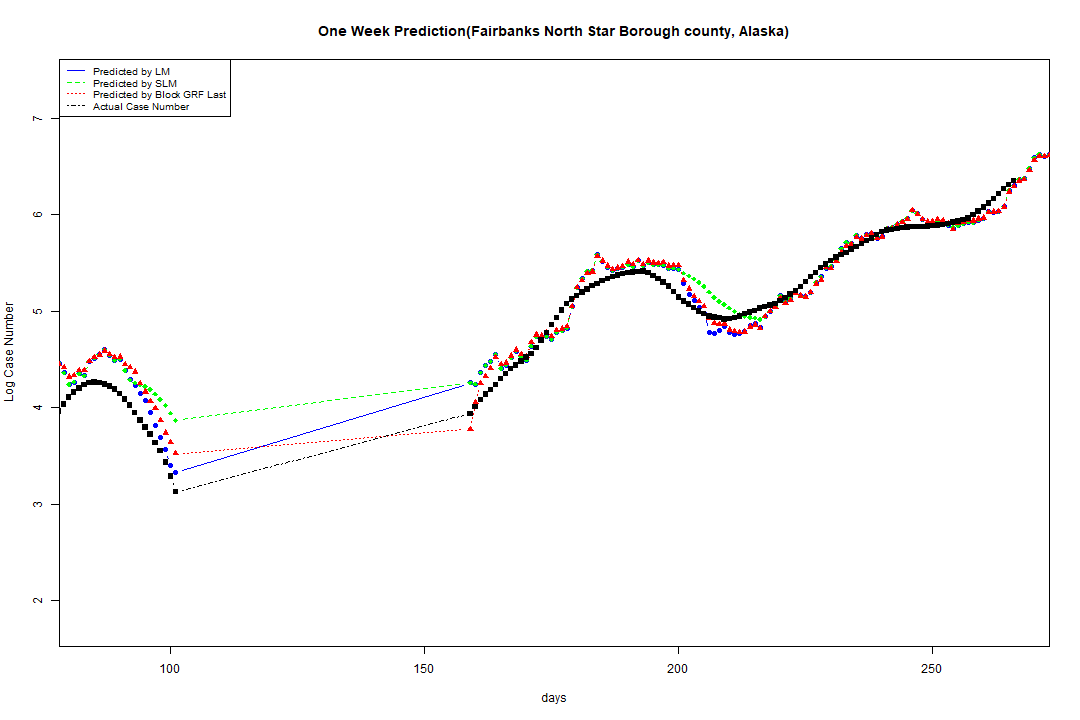 One Week Prediction(Fairbanks North Star Borough county, Alaska)
Predicted by LM
Predicted by SLM
Predicted by Block GRF Last
Actual Case Number
Log Case Number
7
6
5
4
3
2
100 150 200 250
days